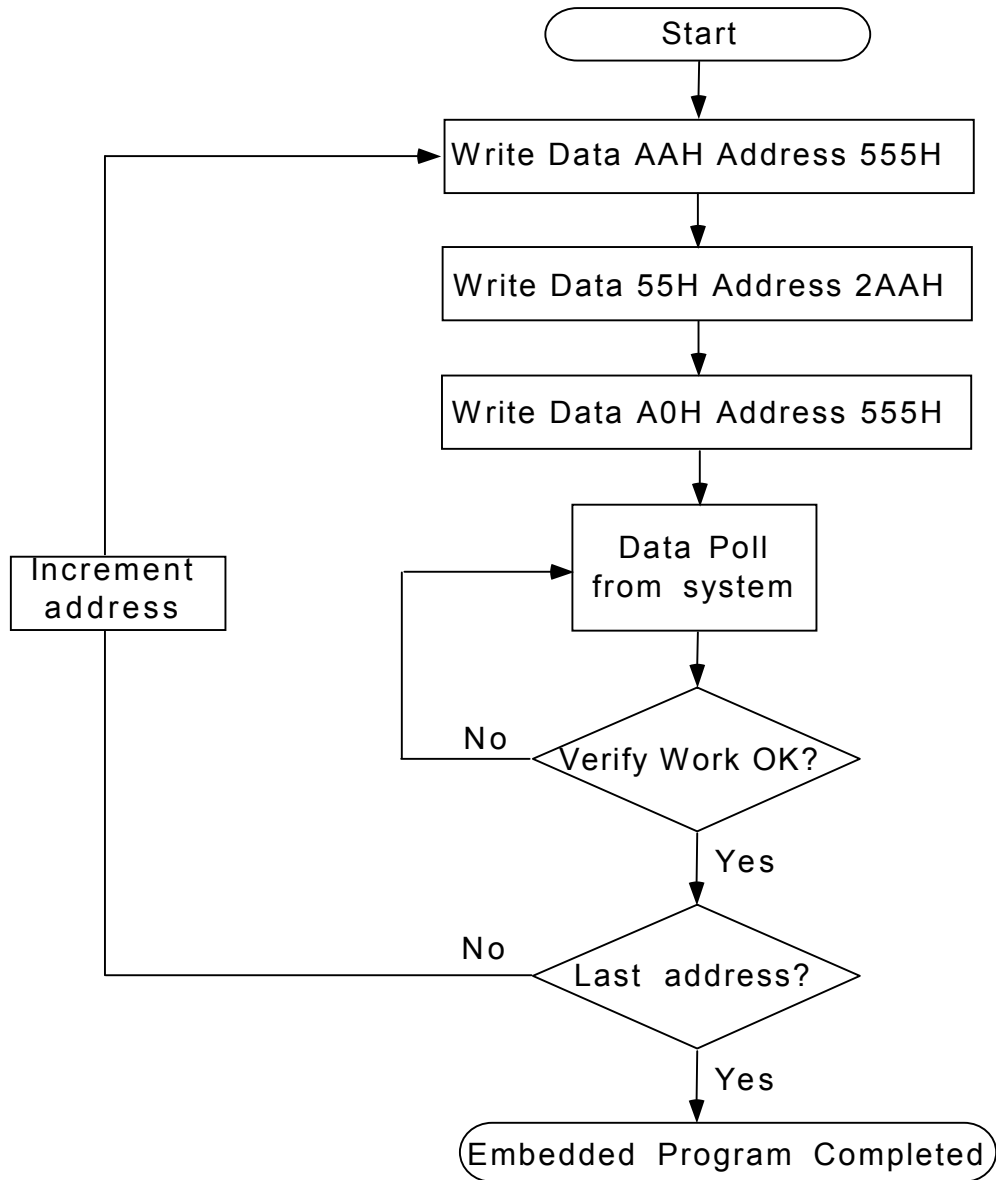 Start
Write Data AAH Address 555H
Write Data 55H Address 2AAH
Write Data A0H Address 555H
Data Poll
from system
Increment
address
No
Verify Work OK?
Yes
No
Last address?
Yes
Embedded Program Completed